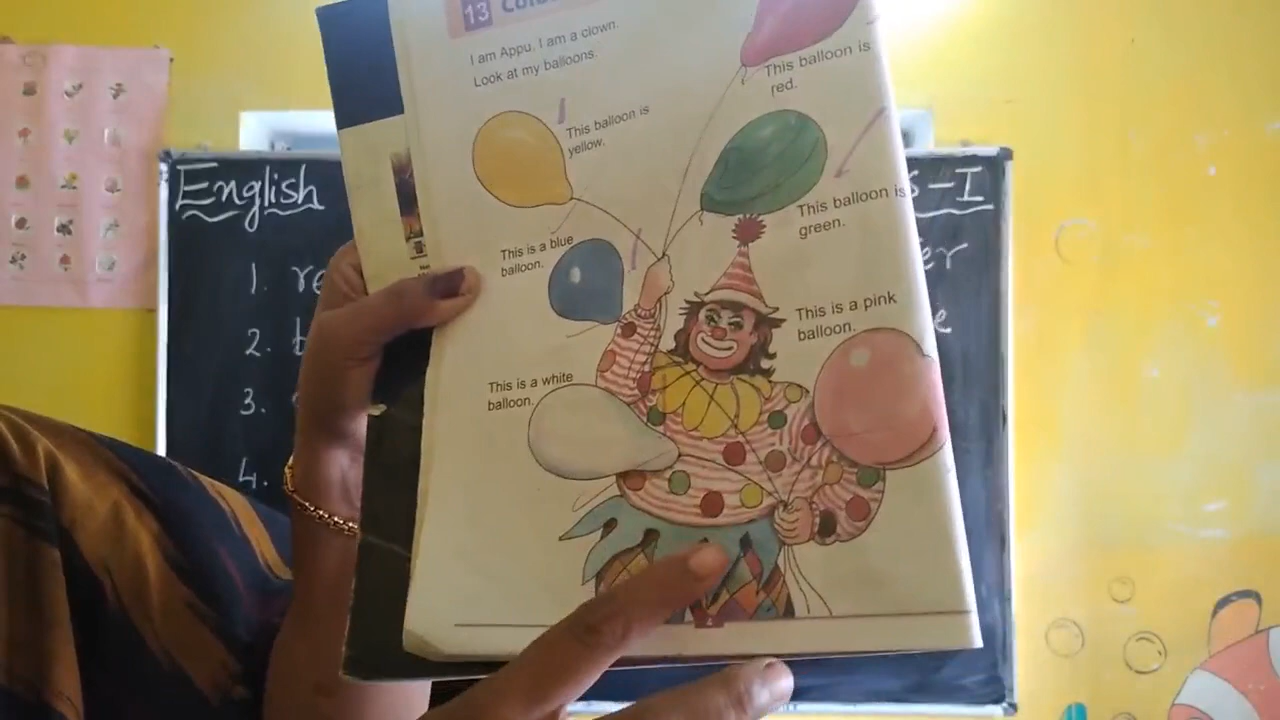 13
I am Appu. I am a clown.
Look at my balloons.
This balloon is
red.
This balloon is
yellow.
This balloon is
green.
This is a blue
balloon.
This is a pink
balloon.
This is a white
balloon.
English
s-I
1.
2.
3.
4.